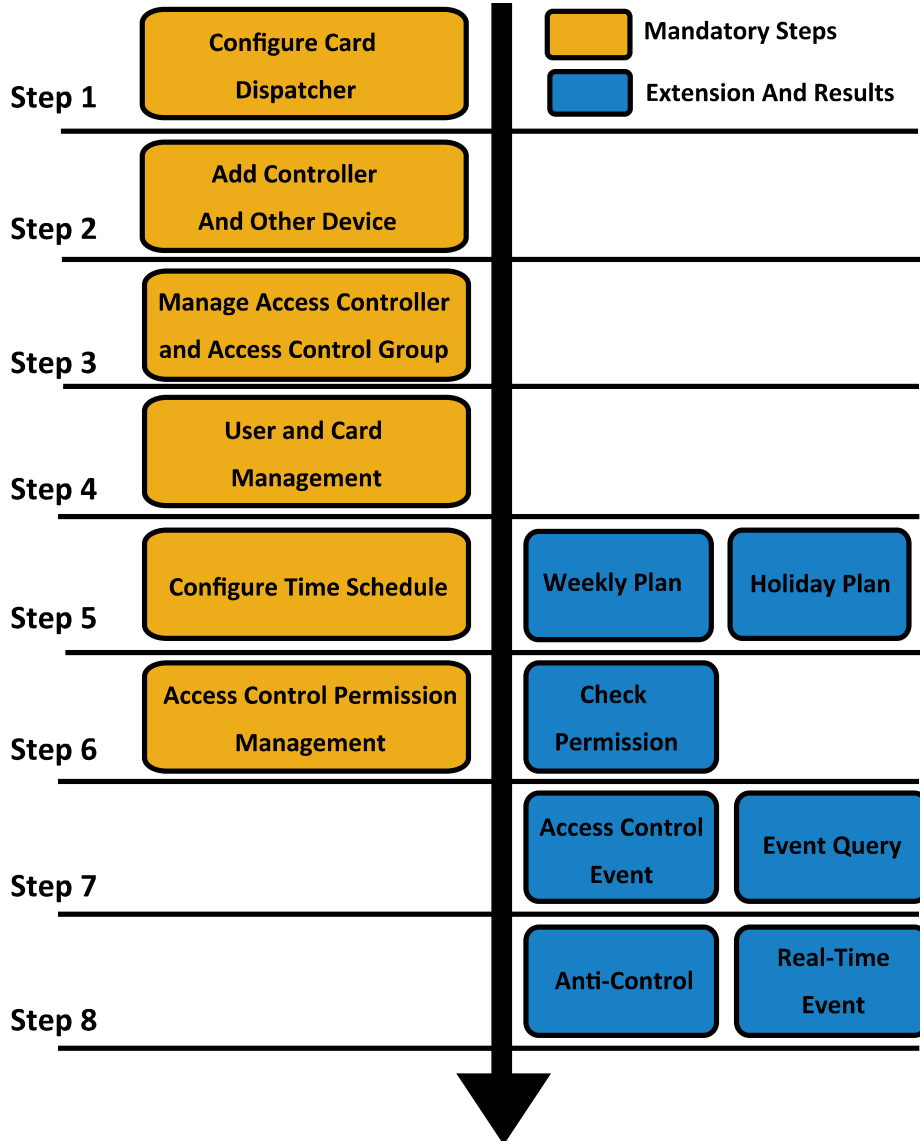 Configure Card
Dispatcher
Step 1
Mandatory Steps
Extension And Results
Add Controller
And Other Device
Step 2
Manage Access Controller
and Access Control Group
Step 3
User and Card
Management
Step 4
Configure Time Schedule
Step 5
Weekly Plan
Holiday Plan
Access Control Permission
Management
Step 6
Check
Permission
Step 7
Access Control
Event
Event Query
Step 8
Anti-Control
Real-Time
Event